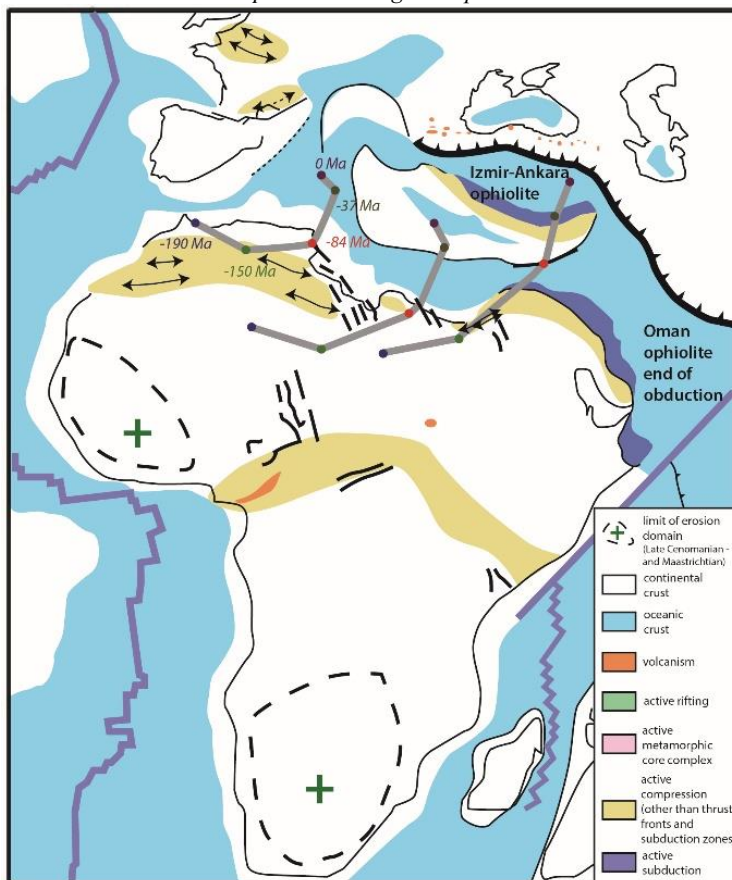 Izmir-Ankara
ophiolite
0 Ma
-37 Ma
-190 Ma
-84 Ma
-150 Ma
Oman
ophiolite
end of
obduction
limit of erosion
domain
(Late Cenomanian -
and Maastrichtian)
continental
crust
oceanic
crust
volcanism
active rifting
active
metamorphic
core complex
active
compression
(other than thrust
fronts and
subduction zones)
active
subduction